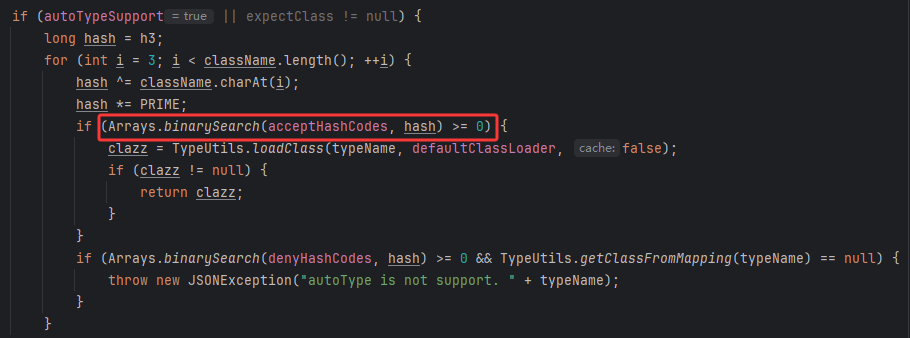 if (autoTypeSupport = true || expectClass != null) {
long hash = h3;
for (int i = 3; i < className.length(); ++i) {
hash ^= className.charAt(i);
hash *= PRIME;
if (Arrays.binarySearch(acceptHashCodes, hash) >= 0) {
clazz = TypeUtils.loadClass(typeName, defaultClassLoader, cache: false);
if (clazz != null) {
return clazz;
}
}
if (Arrays.binarySearch(denyHashCodes, hash) >= 0 && TypeUtils.getClassFromMapping(typeName) == null) {
throw new JSONException("autoType is not support. " + typeName);
}
}